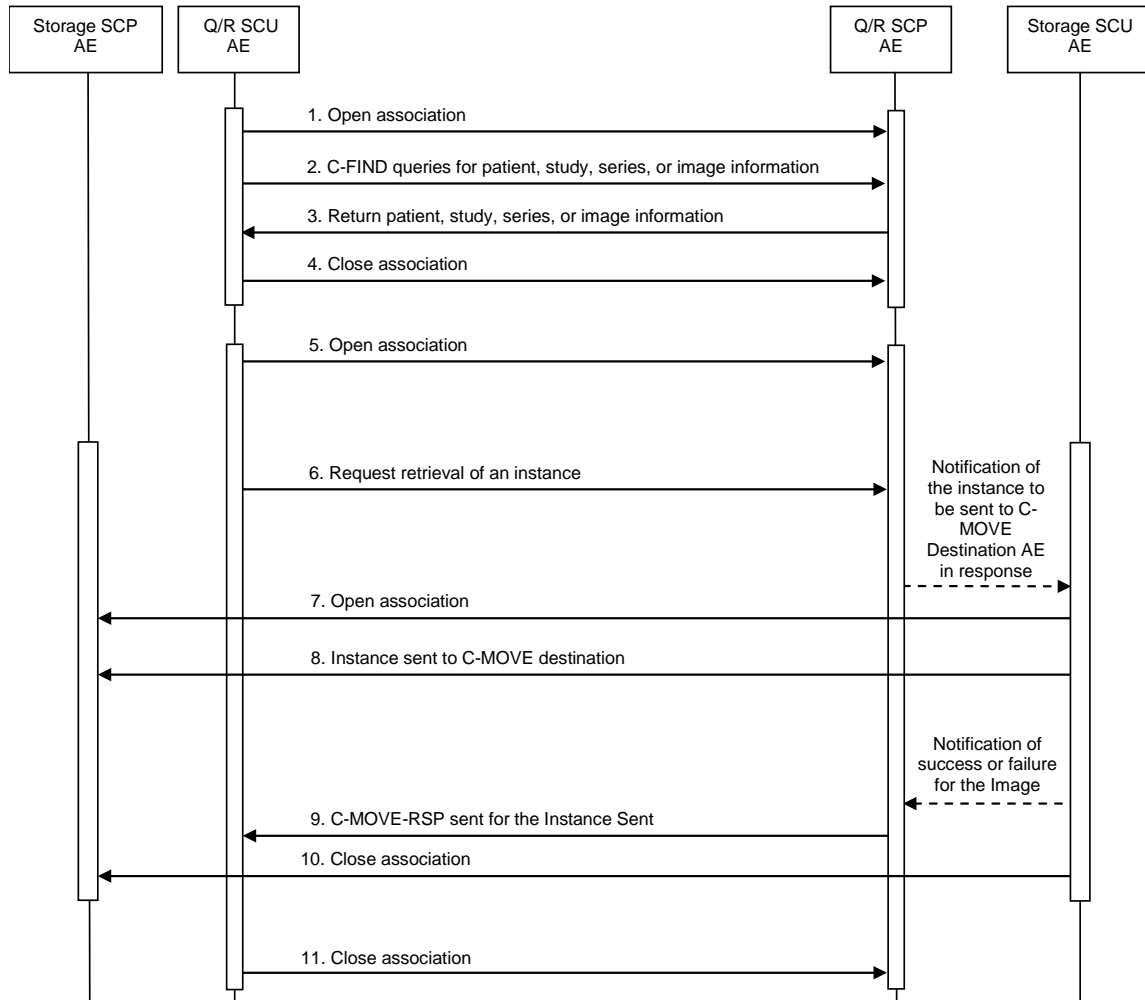 Storage SCP
AE
Q/R SCU
AE
Q/R SCP
AE
Storage SCU
AE
1. Open association
2. C-FIND queries for patient, study, series, or image information
3. Return patient, study, series, or image information
4. Close association
5. Open association
6. Request retrieval of an instance
Notification of
the instance to
be sent to C-
MOVE
Destination AE
in response
7. Open association
8. Instance sent to C-MOVE destination
Notification of
success or failure
for the Image
9. C-MOVE-RSP sent for the Instance Sent
10. Close association
11. Close association